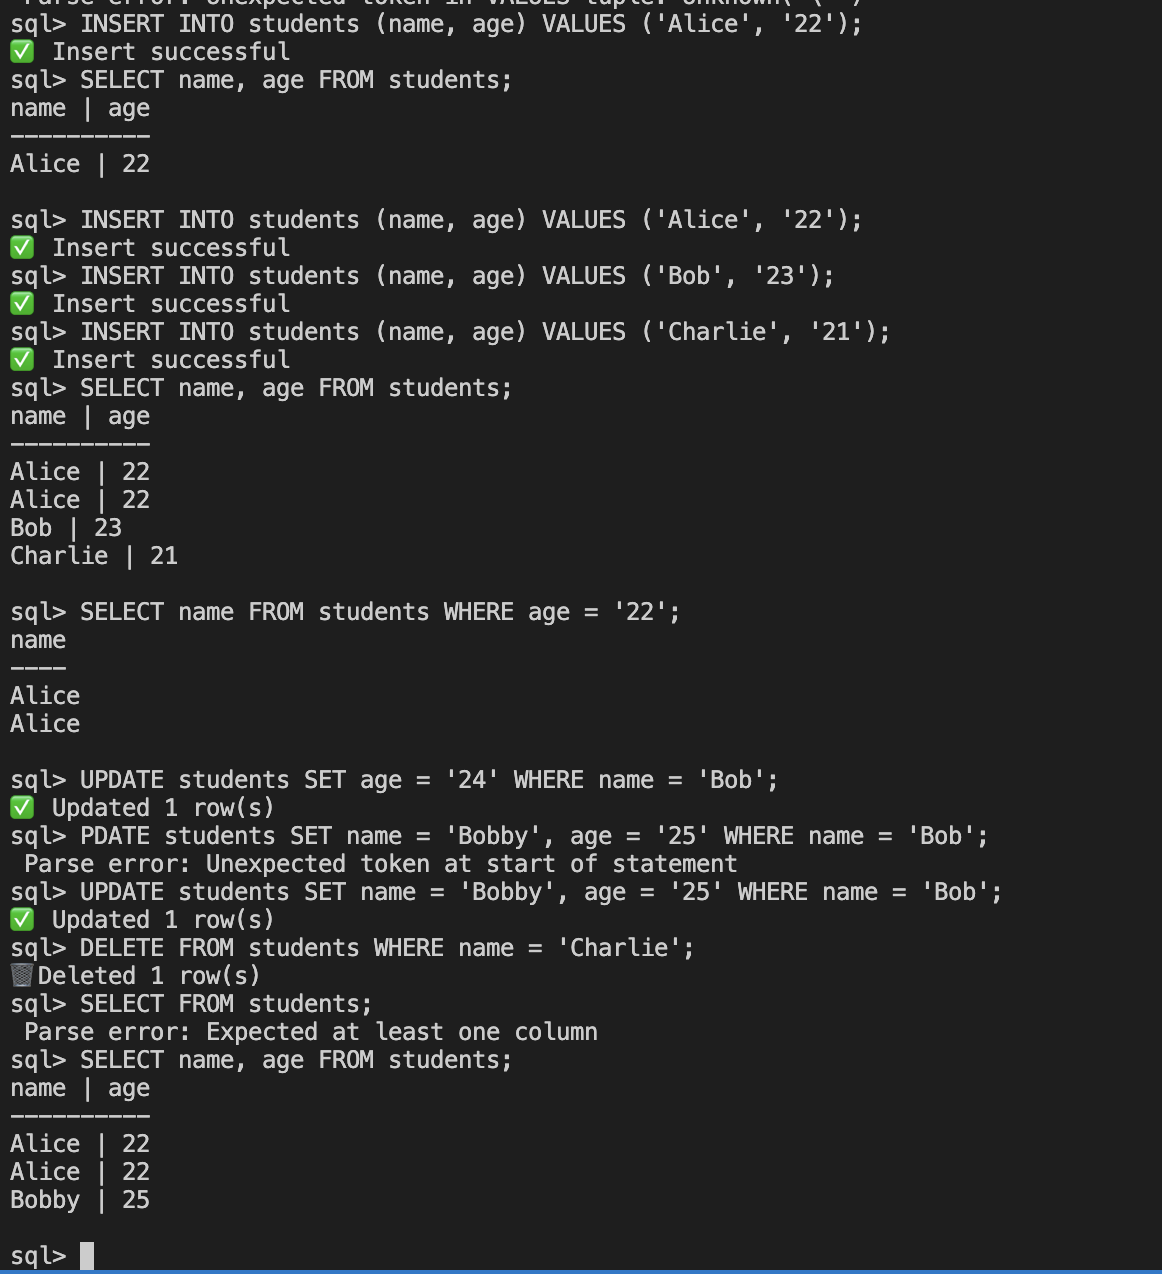 Parse error: Unexpected token in VALUES tuple: Unknown('(')
sql> INSERT INTO students (name, age) VALUES ('Alice', '22');
✅ Insert successful
sql> SELECT name, age FROM students;
name | age
----------
Alice | 22
sql> INSERT INTO students (name, age) VALUES ('Alice', '22');
✅ Insert successful
sql> INSERT INTO students (name, age) VALUES ('Bob', '23');
✅ Insert successful
sql> INSERT INTO students (name, age) VALUES ('Charlie', '21');
✅ Insert successful
sql> SELECT name, age FROM students;
name | age
----------
Alice | 22
Alice | 22
Bob | 23
Charlie | 21
sql> SELECT name FROM students WHERE age = '22';
name
----
Alice
Alice
sql> UPDATE students SET age = '24' WHERE name = 'Bob';
✅ Updated 1 row(s)
sql> PDATE students SET name = 'Bobby', age = '25' WHERE name = 'Bob';
Parse error: Unexpected token at start of statement
sql> UPDATE students SET name = 'Bobby', age = '25' WHERE name = 'Bob';
✅ Updated 1 row(s)
sql> DELETE FROM students WHERE name = 'Charlie';
🗑️Deleted 1 row(s)
sql> SELECT FROM students;
Parse error: Expected at least one column
sql> SELECT name, age FROM students;
name | age
----------
Alice | 22
Alice | 22
Bobby | 25
sql>